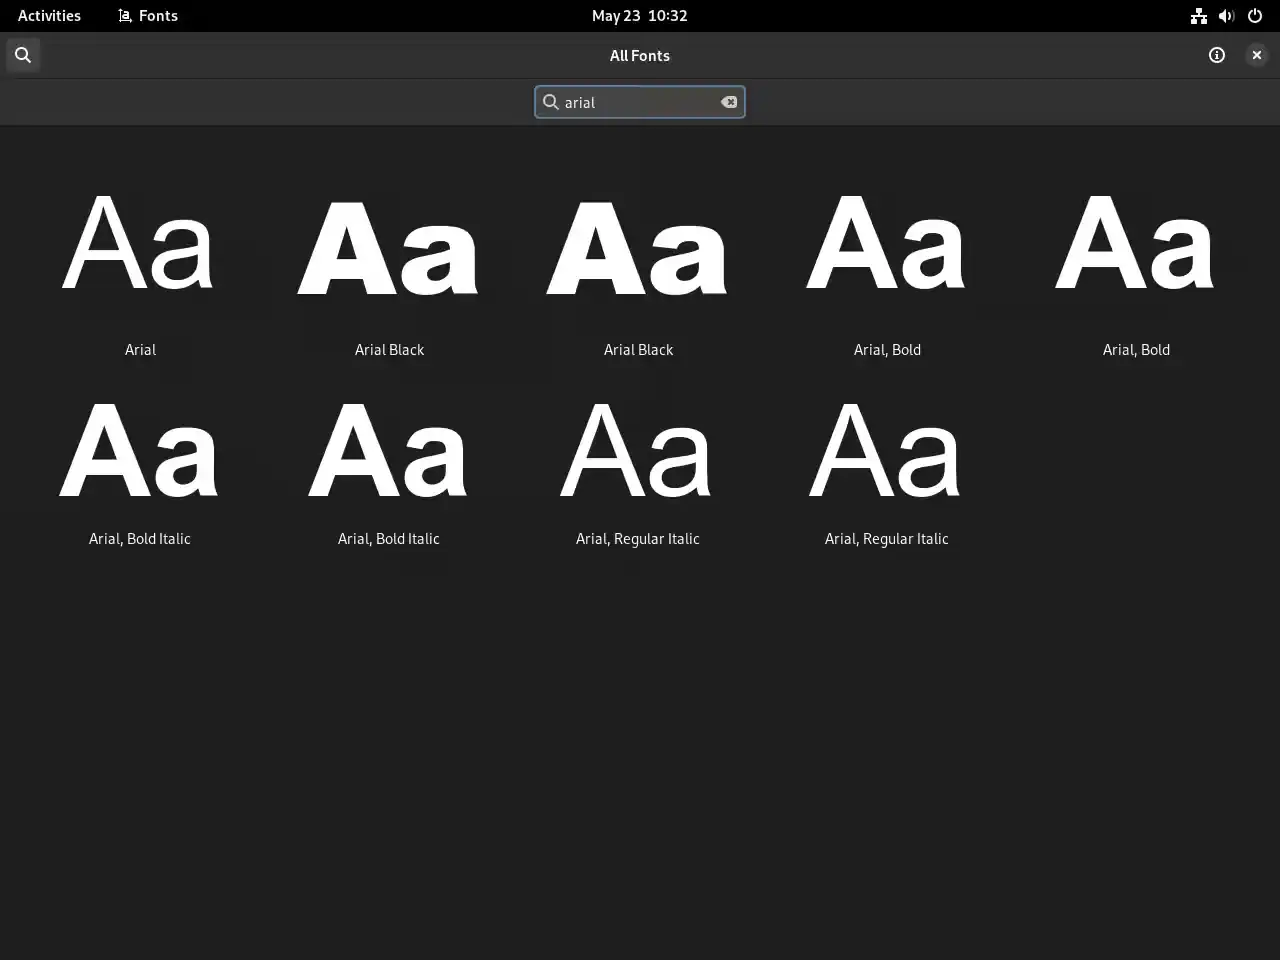 Activities Fonts May 23 10:32
All Fonts
arial
Aa Aa Aa Aa Aa
Arial Arial Black Arial Black Arial, Bold Arial, Bold
Aa Aa Aa Aa
Arial, Bold Italic Arial, Bold Italic Arial, Regular Italic Arial, Regular Italic